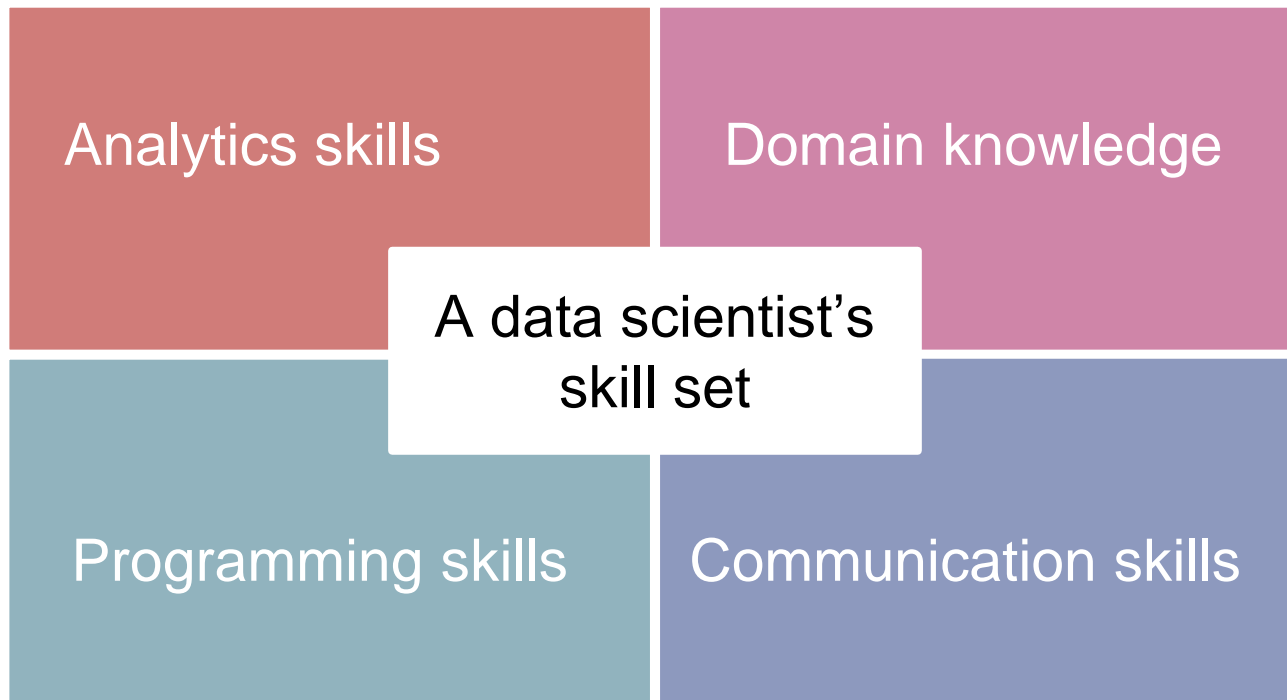 Analytics skills
Domain knowledge
A data scientist’s
skill set
Programming skills
Communication skills